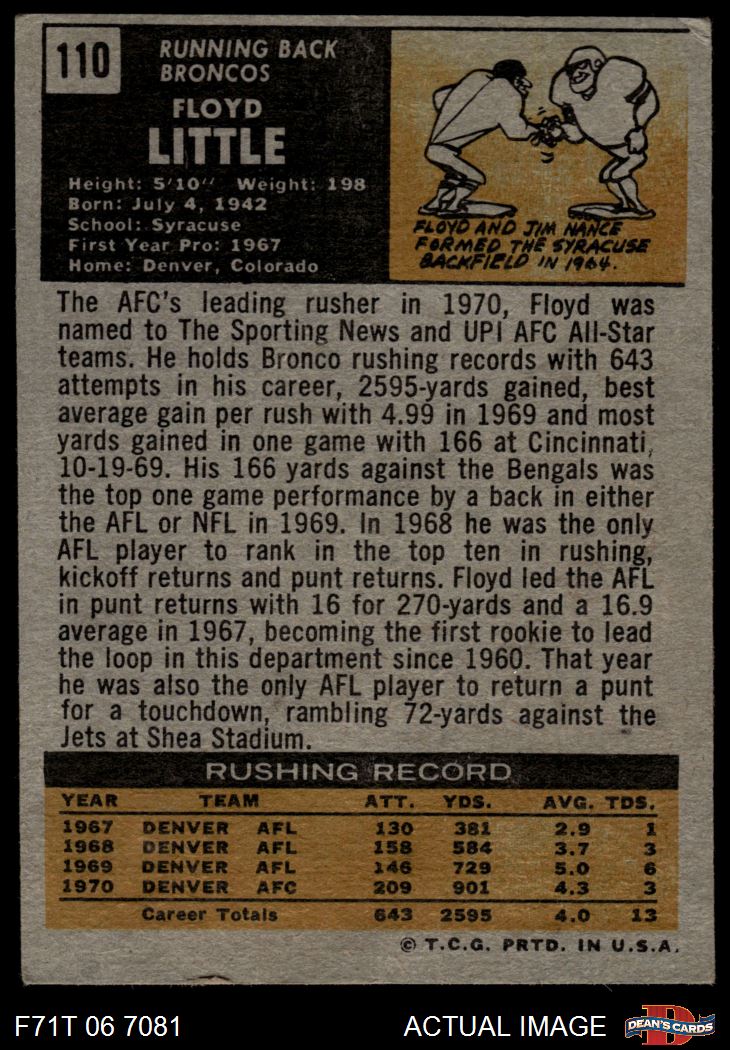 110
RUNNING BACK
BRONCOS
FLOYD
LITTLE
Height: 5'10" Weight: 198
Born: July 4, 1942
School: Syracuse
First Year Pro: 1967
Home: Denver, Colorado
FLOYD AND JIM NANCE
FORMED THE SYRACUSE
BACKFIELD IN 1964.
The AFC's leading rusher in 1970, Floyd was
named to The Sporting News and UPI AFC All-Star
teams. He holds Bronco rushing records with 643
attempts in his career, 2595-yards gained, best
average gain per rush with 4.99 in 1969 and most
yards gained in one game with 166 at Cincinnati,
10-19-69. His 166 yards against the Bengals was
the top one game performance by a back in either
the AFL or NFL in 1969. In 1968 he was the only
AFL player to rank in the top ten in rushing,
kickoff returns and punt returns. Floyd led the AFL
in punt returns with 16 for 270-yards and a 16.9
average in 1967, becoming the first rookie to lead
the loop in this department since 1960. That year
he was also the only AFL player to return a punt
for a touchdown, rambling 72-yards against the
Jets at Shea Stadium.
RUSHING RECORD
YEAR TEAM ATT. YDS. AVG. TDS.
1967 DENVER AFL 130 381 2.9 1
1968 DENVER AFL 158 584 3.7 3
1969 DENVER AFL 146 729 5.0 6
1970 DENVER AFC 209 901 4.3 3
Career Totals 643 2595 4.0 13
© T.C.G. PRTD. IN U.S.A.
F71T 06 7081 ACTUAL IMAGE D DEAN'S CARDS